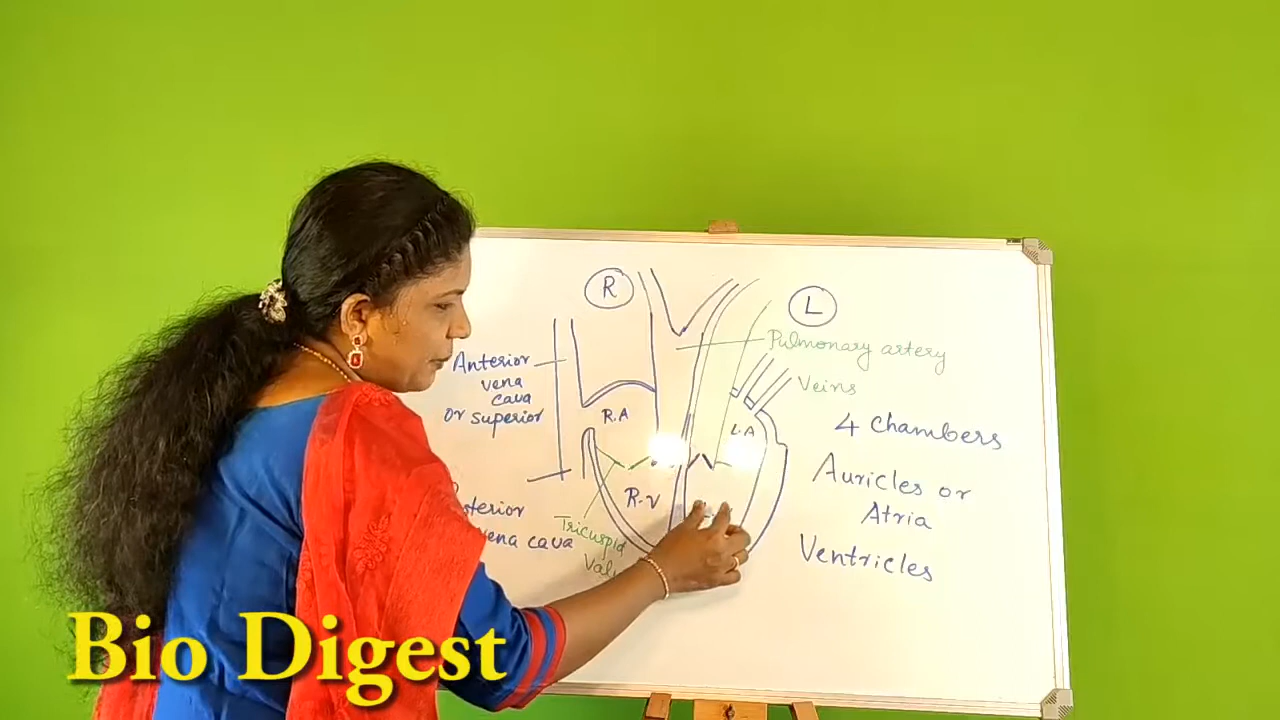 R
L
Pulmonary artery
Anterior
vena
cava
or superior
Veins
R.A
L.A
4 chambers
Auricles or
Atria
R-V
Tricuspid
vena cava
Ventricles
Bio Digest